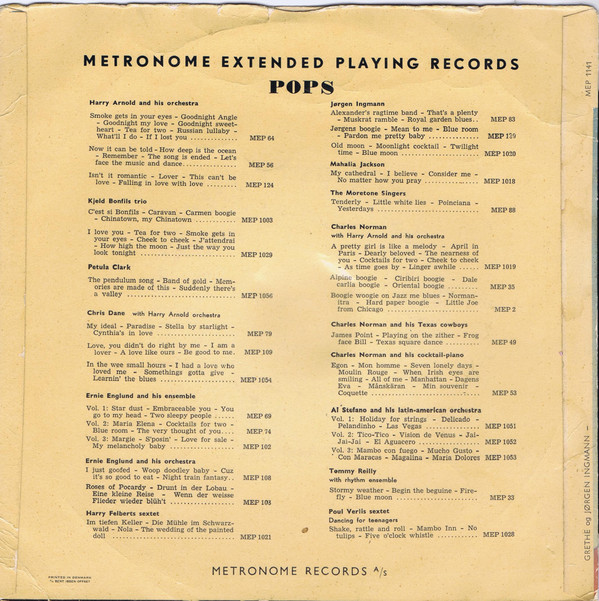 METRONOME EXTENDED PLAYING RECORDS
POPS
Harry Arnold and his orchestra
Smoke gets in your eyes - Goodnight Angle
- Goodnight my love - Goodnight sweet-
heart - Tea for two - Russian lullaby -
What'll I do - If I lost you .............. MEP 64
Now it can be told - How deep is the ocean
- Remember - The song is ended - Let's
face the music and dance .............. MEP 56
Isn't it romantic - Lover - This can't be
love - Falling in love with love ........ MEP 124
Kjeld Bonfils trio
C'est si Bonfils - Caravan - Carmen boogie
- Chinatown, my Chinatown .......... MEP 1003
I love you - Tea for two - Smoke gets in
your eyes - Cheek to cheek - J'attendrai
- How high the moon - Just the way you
look tonight .......................... MEP 1029
Petula Clark
The pendulum song - Band of gold - Mem-
ories are made of this - Suddenly there's
a valley .............................. MEP 1056
Chris Dane with Harry Arnold orchestra
My ideal - Paradise - Stella by starlight -
Cynthia's in love ...................... MEP 79
Love, you didn't do right by me - I am a
lover - A love like ours - Be good to me. MEP 109
In the wee small hours - I had a love who
loved me - Somethings gotta give -
Learnin' the blues .................... MEP 1054
Ernie Englund and his ensemble
Vol. 1: Star dust - Embraceable you - You
go to my head - Two sleepy people ...... MEP 69
Vol. 2: Maria Elena - Cocktails for two -
Blue room - The very thought of you.... MEP 74
Vol. 3: Margie - S'posin' - Love for sale -
My melancholy baby .................. MEP 102
Ernie Englund and his orchestra
I just goofed - Woop doodley baby - Cuz
it's so good to eat - Night train fantasy.. MEP 108
Roses of Pocardy - Drunt in der Lobau -
Eine kleine Reise - Wenn der weisse
Flieder wieder blüh't .................. MEP 105
Harry Felberts sextet
Im tiefen Keller - Die Mühle im Schwarz-
wald - Nola - The wedding of the painted
doll .................................. MEP 1021
Jørgen Ingmann
Alexander's ragtime band - That's a plenty
- Muskrat ramble - Royal garden blues.. MEP 83
Jørgens boogie - Mean to me - Blue room
- Pardon me pretty baby .............. MEP 179
Old moon - Moonlight cocktail - Twilight
time - Blue moon ...................... MEP 1020
Mahalia Jackson
My cathedral - I believe - Consider me -
No matter how you pray .............. MEP 1018
The Moretone Singers
Tenderly - Little white lies - Poinciana -
Yesterdays ............................ MEP 88
Charles Norman
with Harry Arnold and his orchestra
A pretty girl is like a melody - April in
Paris - Dearly beloved - The nearness of
you - Cocktails for two - Cheek to cheek
- As time goes by - Linger awhile ...... MEP 1019
Alpine boogie - Ciribiri boogie - Dale
carlia boogie - Oriental boogie .......... MEP 35
Boogie woogie on Jazz me blues - Norman-
itra - Hard paper boogie - Little Joe
from Chicago .......................... MEP 2
Charles Norman and his Texas cowboys
James Point - Playing on the zither - Frog
face Bill - Texas square dance .......... MEP 49
Charles Norman and his cocktail-piano
Egon - Mon homme - Seven lonely days -
Moulin Rouge - When Irish eyes are
smiling - All of me - Manhattan - Dagens
Eva - Månskäran - Min souvenir -
Coquette .............................. MEP 53
Al Stefano and his latin-american orchestra
Vol. 1: Holiday for strings - Delicado -
Pelandinho - Las Vegas ................ MEP 1051
Vol. 2: Tico-Tico - Vision de Venus - Jai-
Jai-Jai - El Aguacero .................. MEP 1052
Vol. 3: Mambo con fuego - Mucho Gusto -
Con Maracas - Magalina - Maria Dolores MEP 1053
Tommy Reilly
with rhythm ensemble
Stormy weather - Begin the beguine - Fire-
fly - Blue moon ........................ MEP 33
Poul Verlis sextet
Dancing for teenagers
Shake, rattle and roll - Mambo Inn - No
tulips - Five o'clock whistle .......... MEP 1028
METRONOME RECORDS A/S
PRINTED IN DENMARK
MEP 1141
GRETHE og JØRGEN INGMANN -